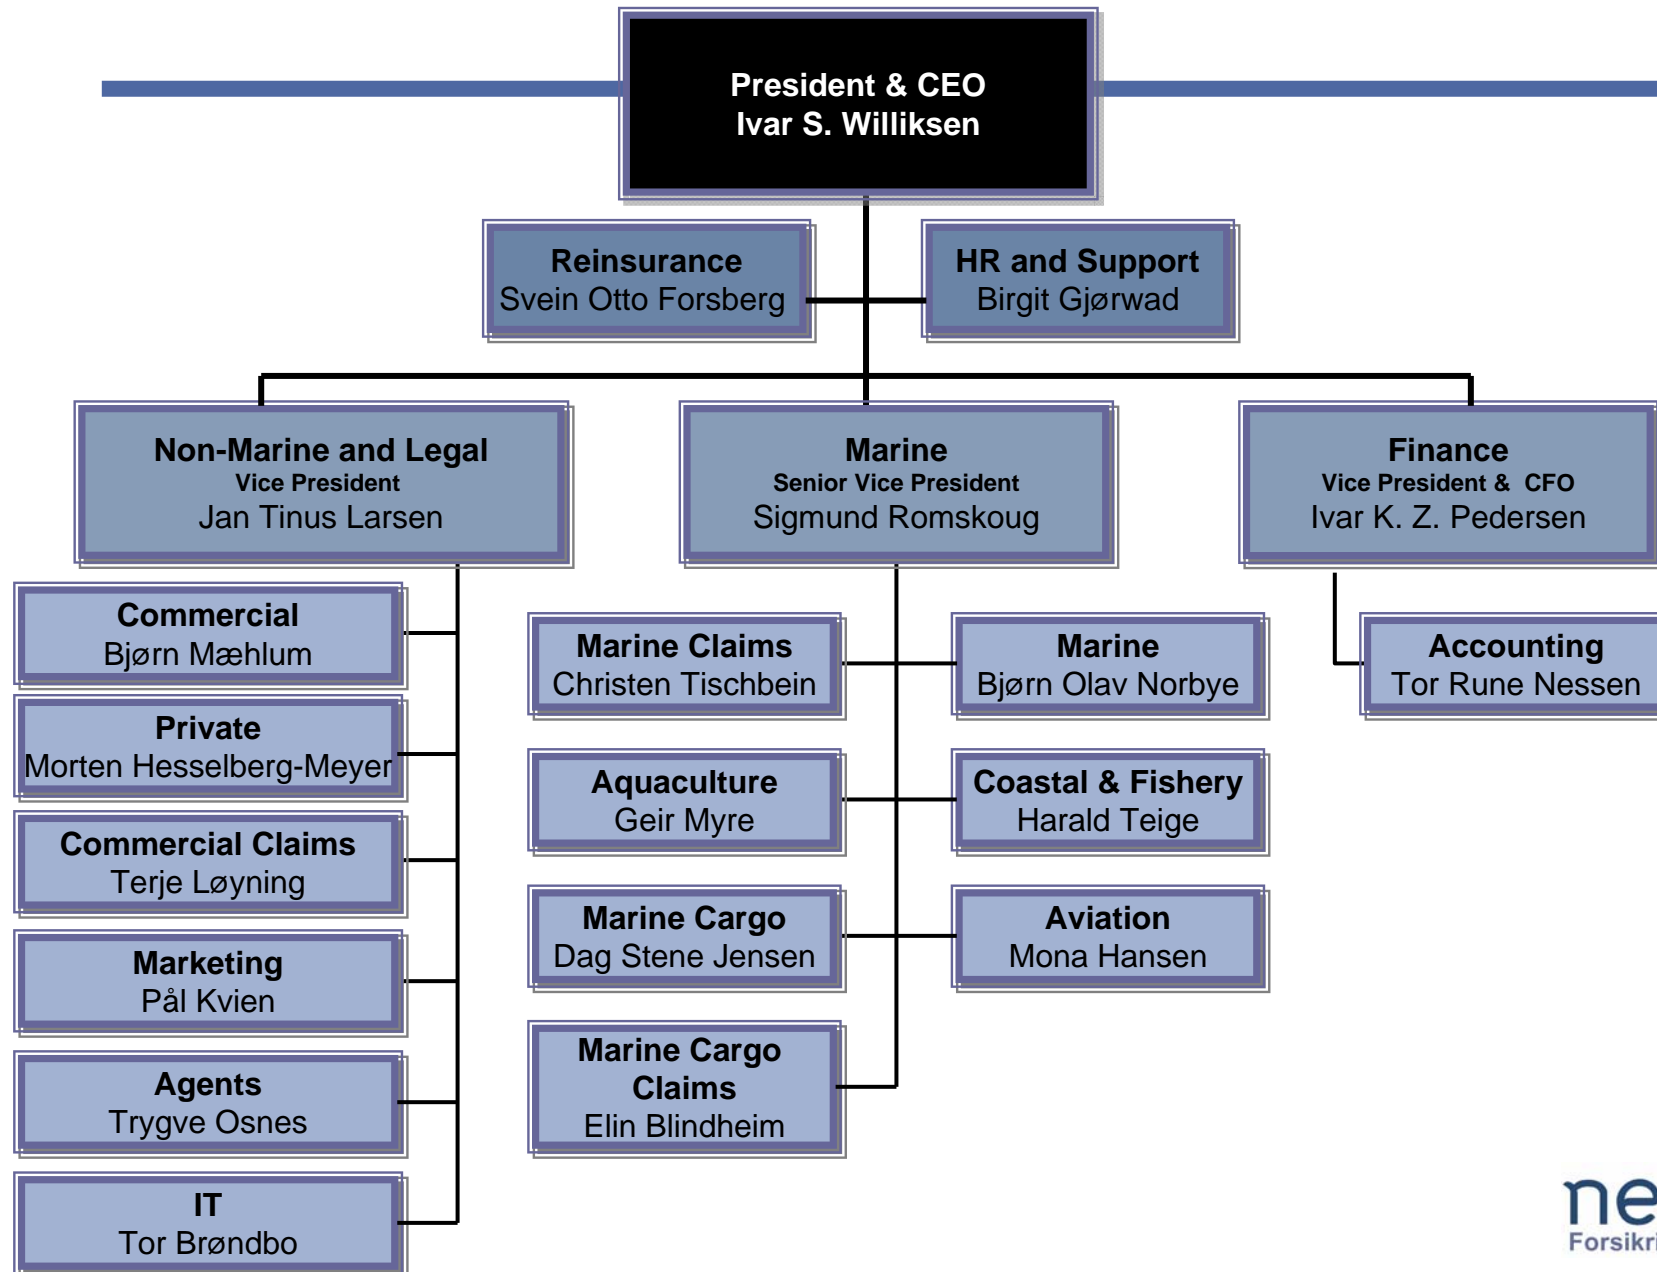 President & CEO
Ivar S. Williksen
Reinsurance
Svein Otto Forsberg
HR and Support
Birgit Gjørwad
Non-Marine and Legal
Vice President
Jan Tinus Larsen
Marine
Senior Vice President
Sigmund Romskoug
Finance
Vice President & CFO
Ivar K. Z. Pedersen
Commercial
Bjørn Mæhlum
Private
Morten Hesselberg-Meyer
Commercial Claims
Terje Løyning
Marketing
Pål Kvien
Agents
Trygve Osnes
IT
Tor Brøndbo
Marine Claims
Christen Tischbein
Marine
Bjørn Olav Norbye
Aquaculture
Geir Myre
Coastal & Fishery
Harald Teige
Marine Cargo
Dag Stene Jensen
Aviation
Mona Hansen
Marine Cargo
Claims
Elin Blindheim
Accounting
Tor Rune Nessen